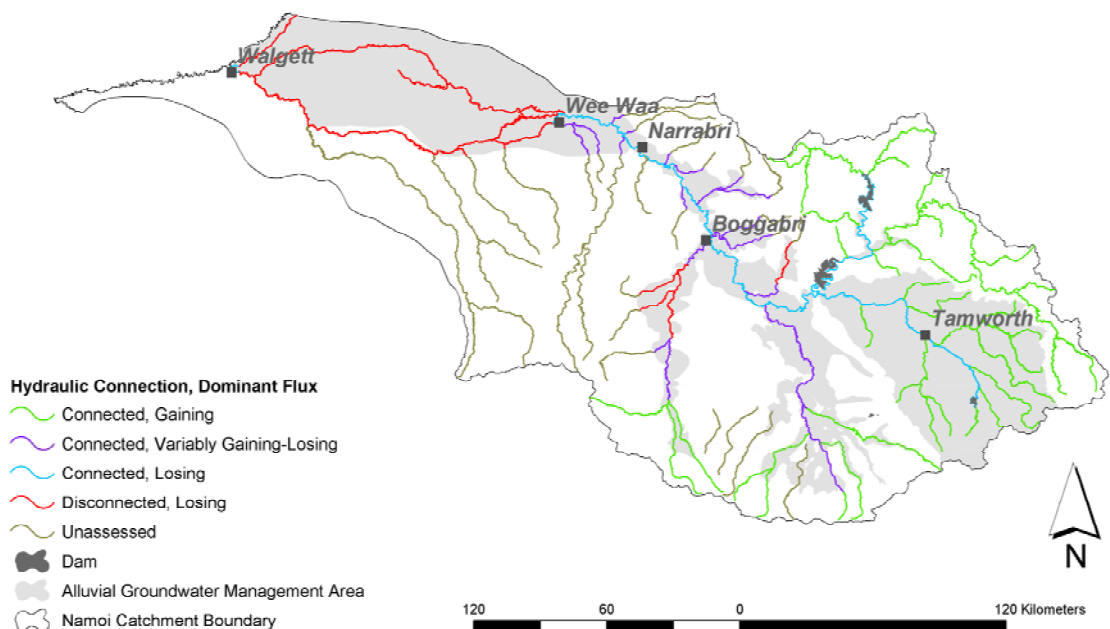 Walgett
Wee Waa
Narrabri
Boggabri
Tamworth
Hydraulic Connection, Dominant Flux
Connected, Gaining
Connected, Variably Gaining-Losing
Connected, Losing
Disconnected, Losing
Unassessed
Dam
Alluvial Groundwater Management Area
Namoi Catchment Boundary
N
120 60 0 120 Kilometers